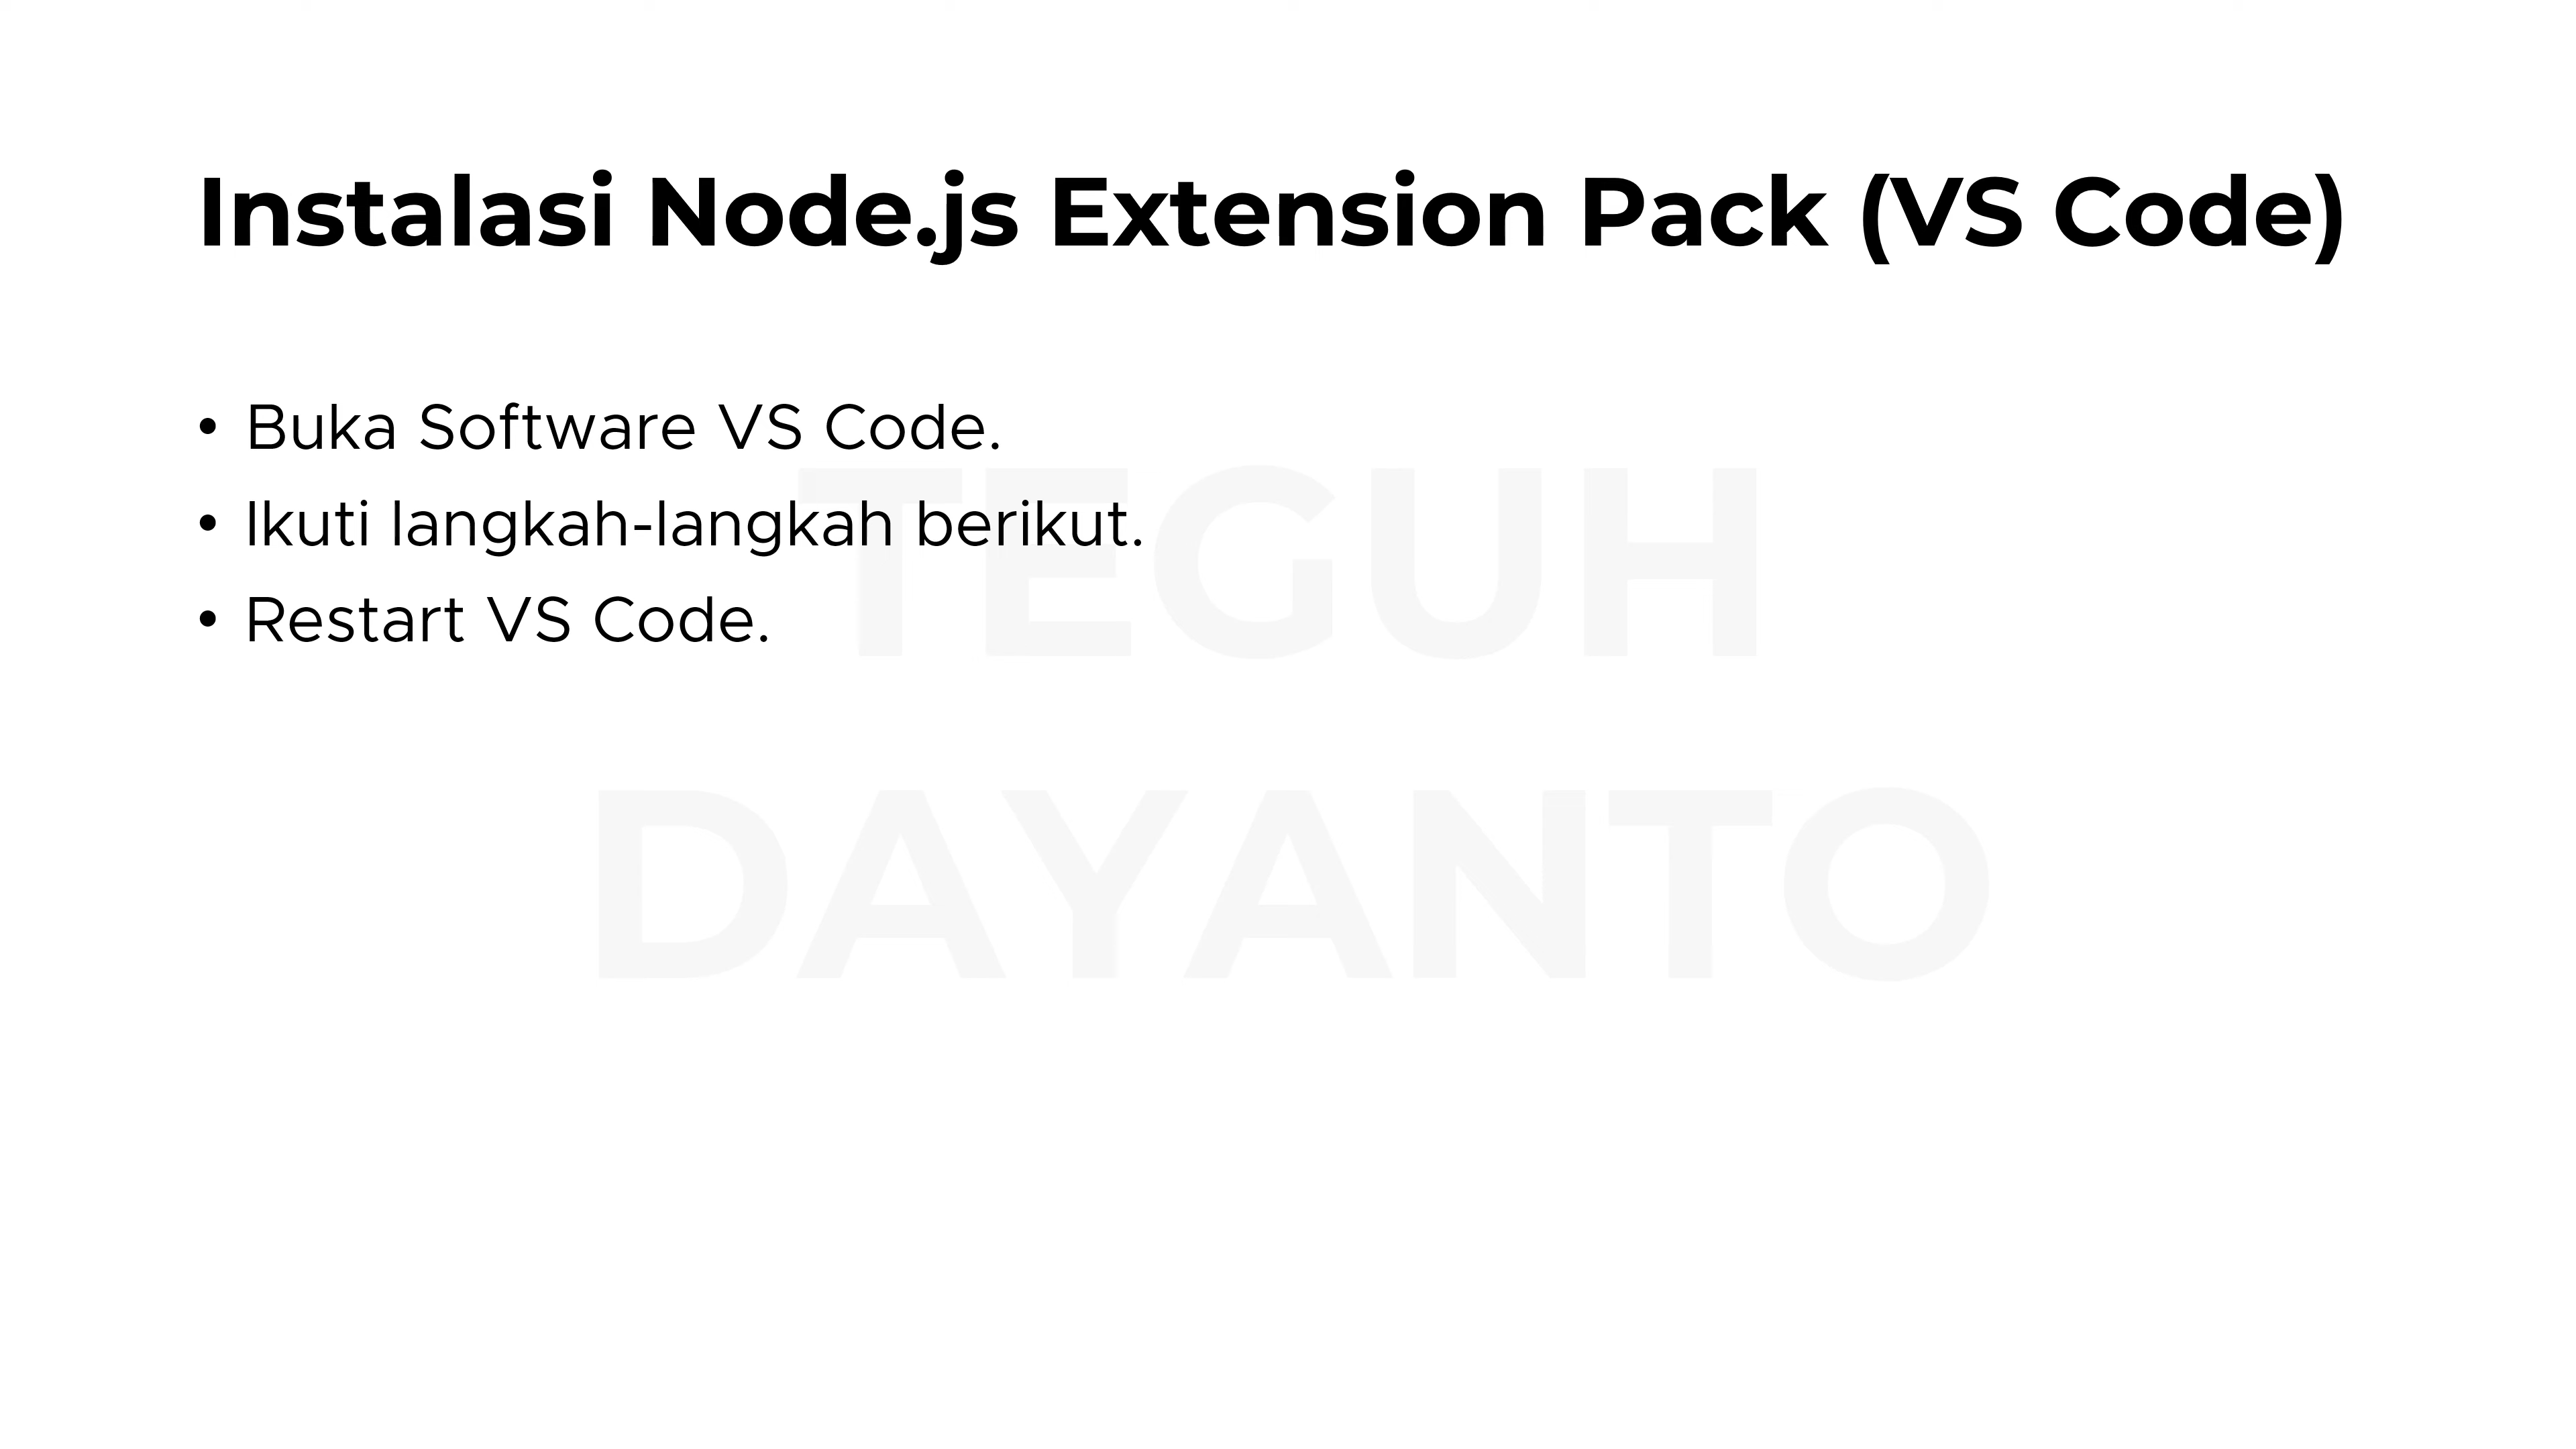 Instalasi Node.js Extension Pack (VS Code)
• Buka Software VS Code.
• Ikuti langkah-langkah berikut.
• Restart VS Code.
TEGUH
DAYANTO